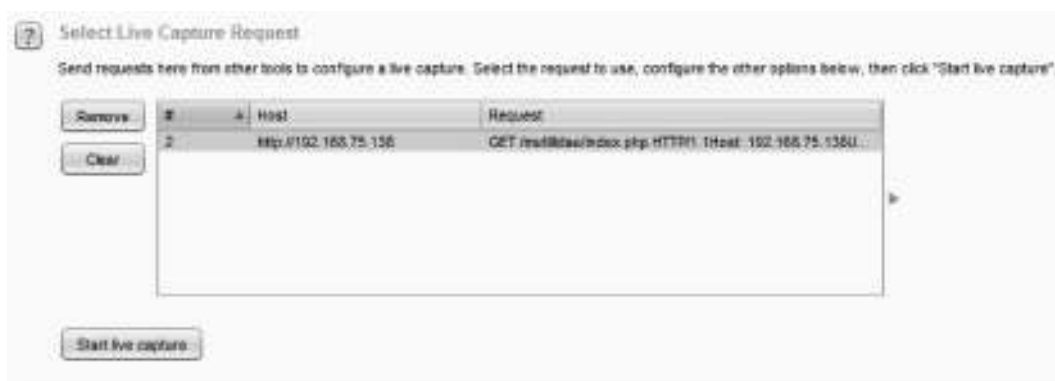 ?
Select Live Capture Request
Send requests here from other tools to configure a live capture. Select the request to use, configure the other options below, then click "Start live capture"
Remove
Clear
# Host Request
2 http://192.168.75.138 GET /mutillidae/index.php HTTP/1.1Host: 192.168.75.138U...
Start live capture